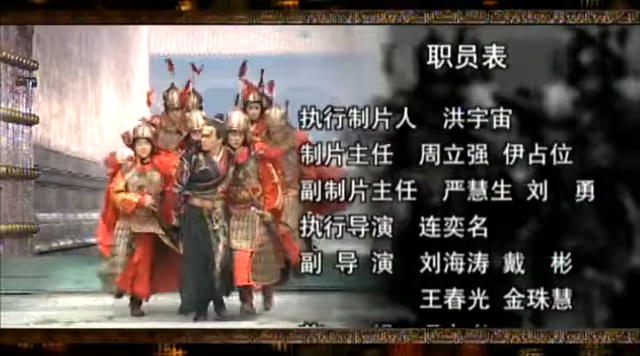 职员表
执行制片人 洪宇宙
制片主任 周立强 伊占位
副制片主任 严慧生 刘 勇
执行导演 连奕名
副 导 演 刘海涛 戴 彬
王春光 金珠慧